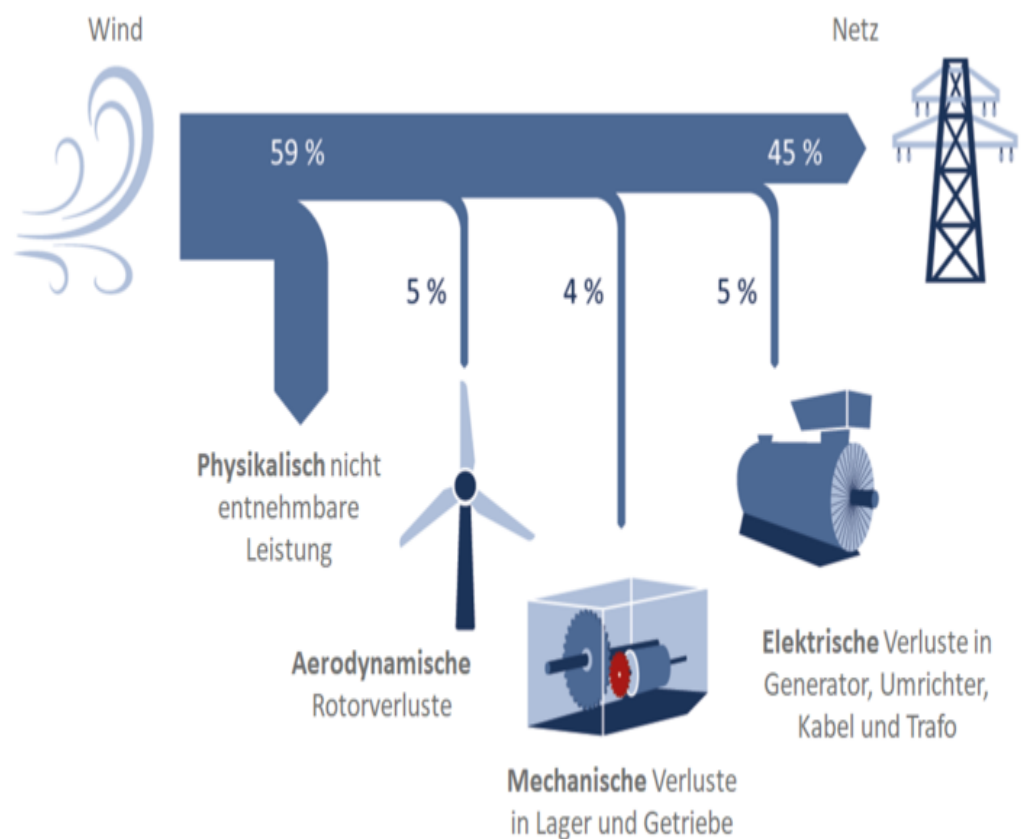 Wind
Netz
59 %
45 %
5 %
4 %
5 %
Physikalisch nicht
entnehmbare
Leistung
Aerodynamische
Rotorverluste
Mechanische Verluste
in Lager und Getriebe
Elektrische Verluste in
Generator, Umrichter,
Kabel und Trafo